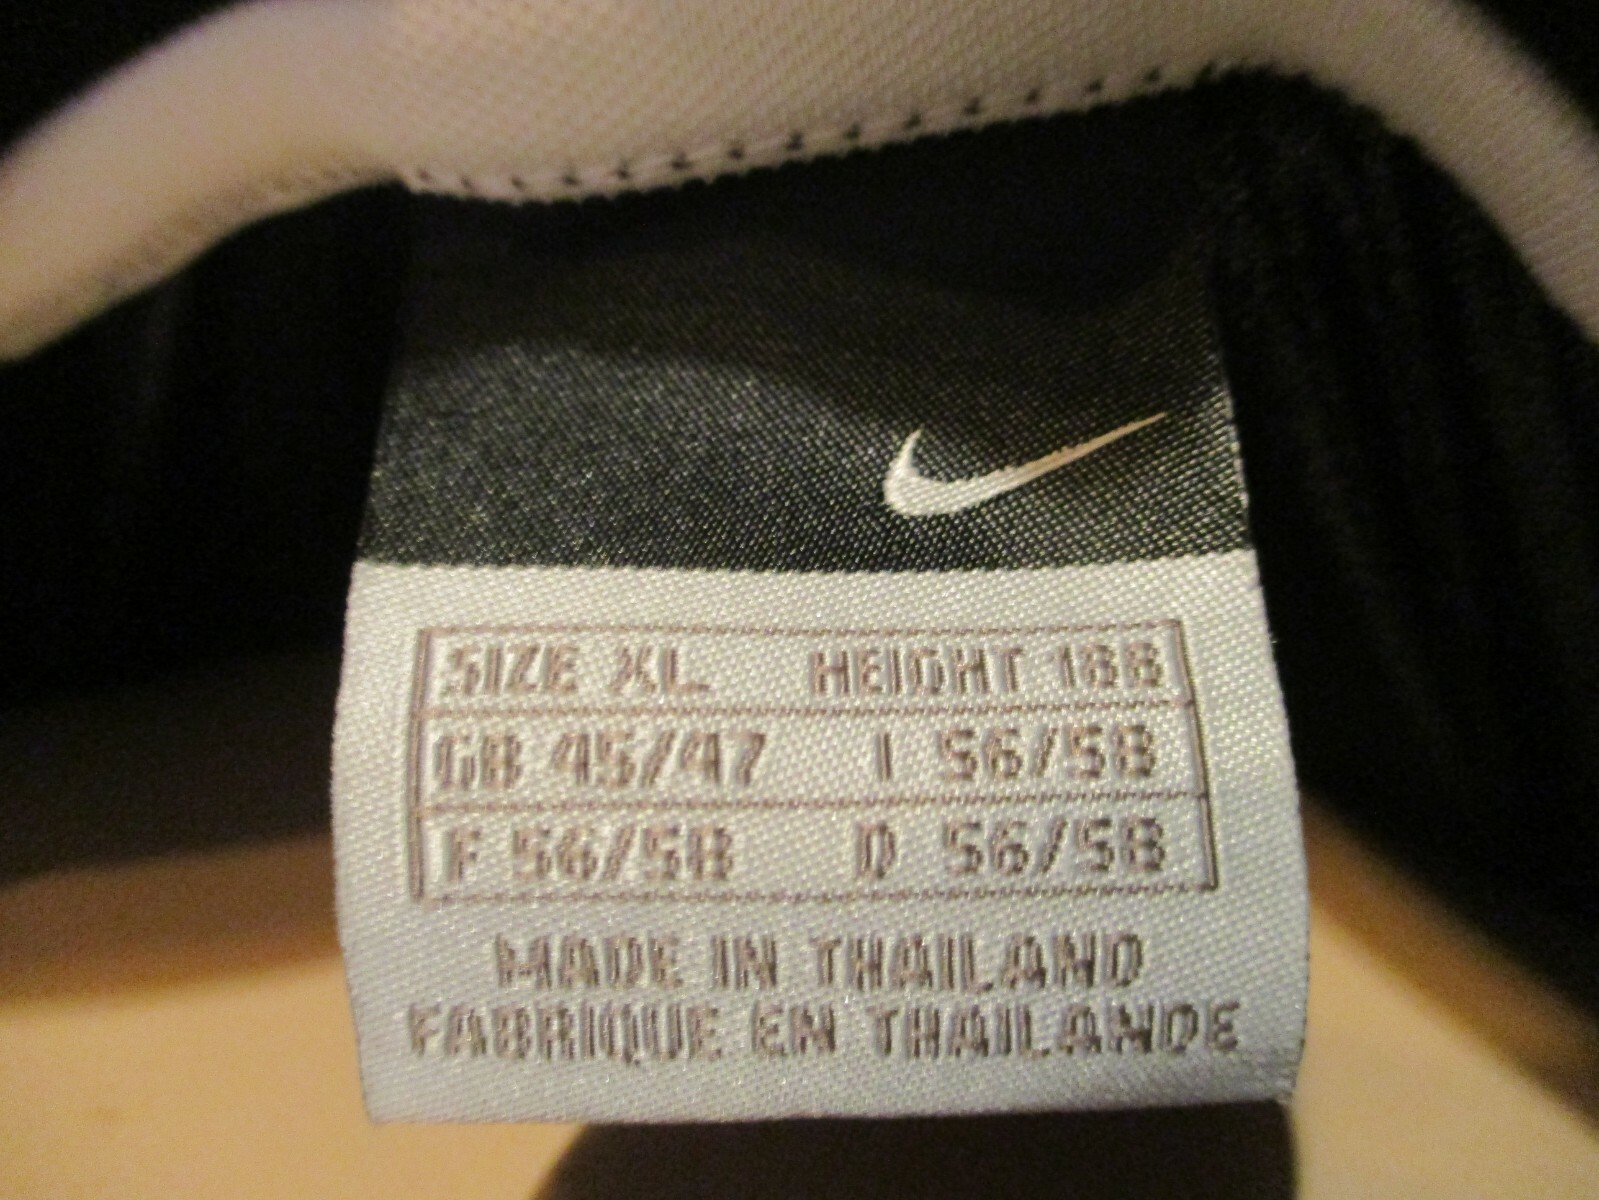 SIZE XL HEIGHT 188
GB 45/47 I 56/58
F 56/58 D 56/58
MADE IN THAILAND
FABRIQUE EN THAILANDE